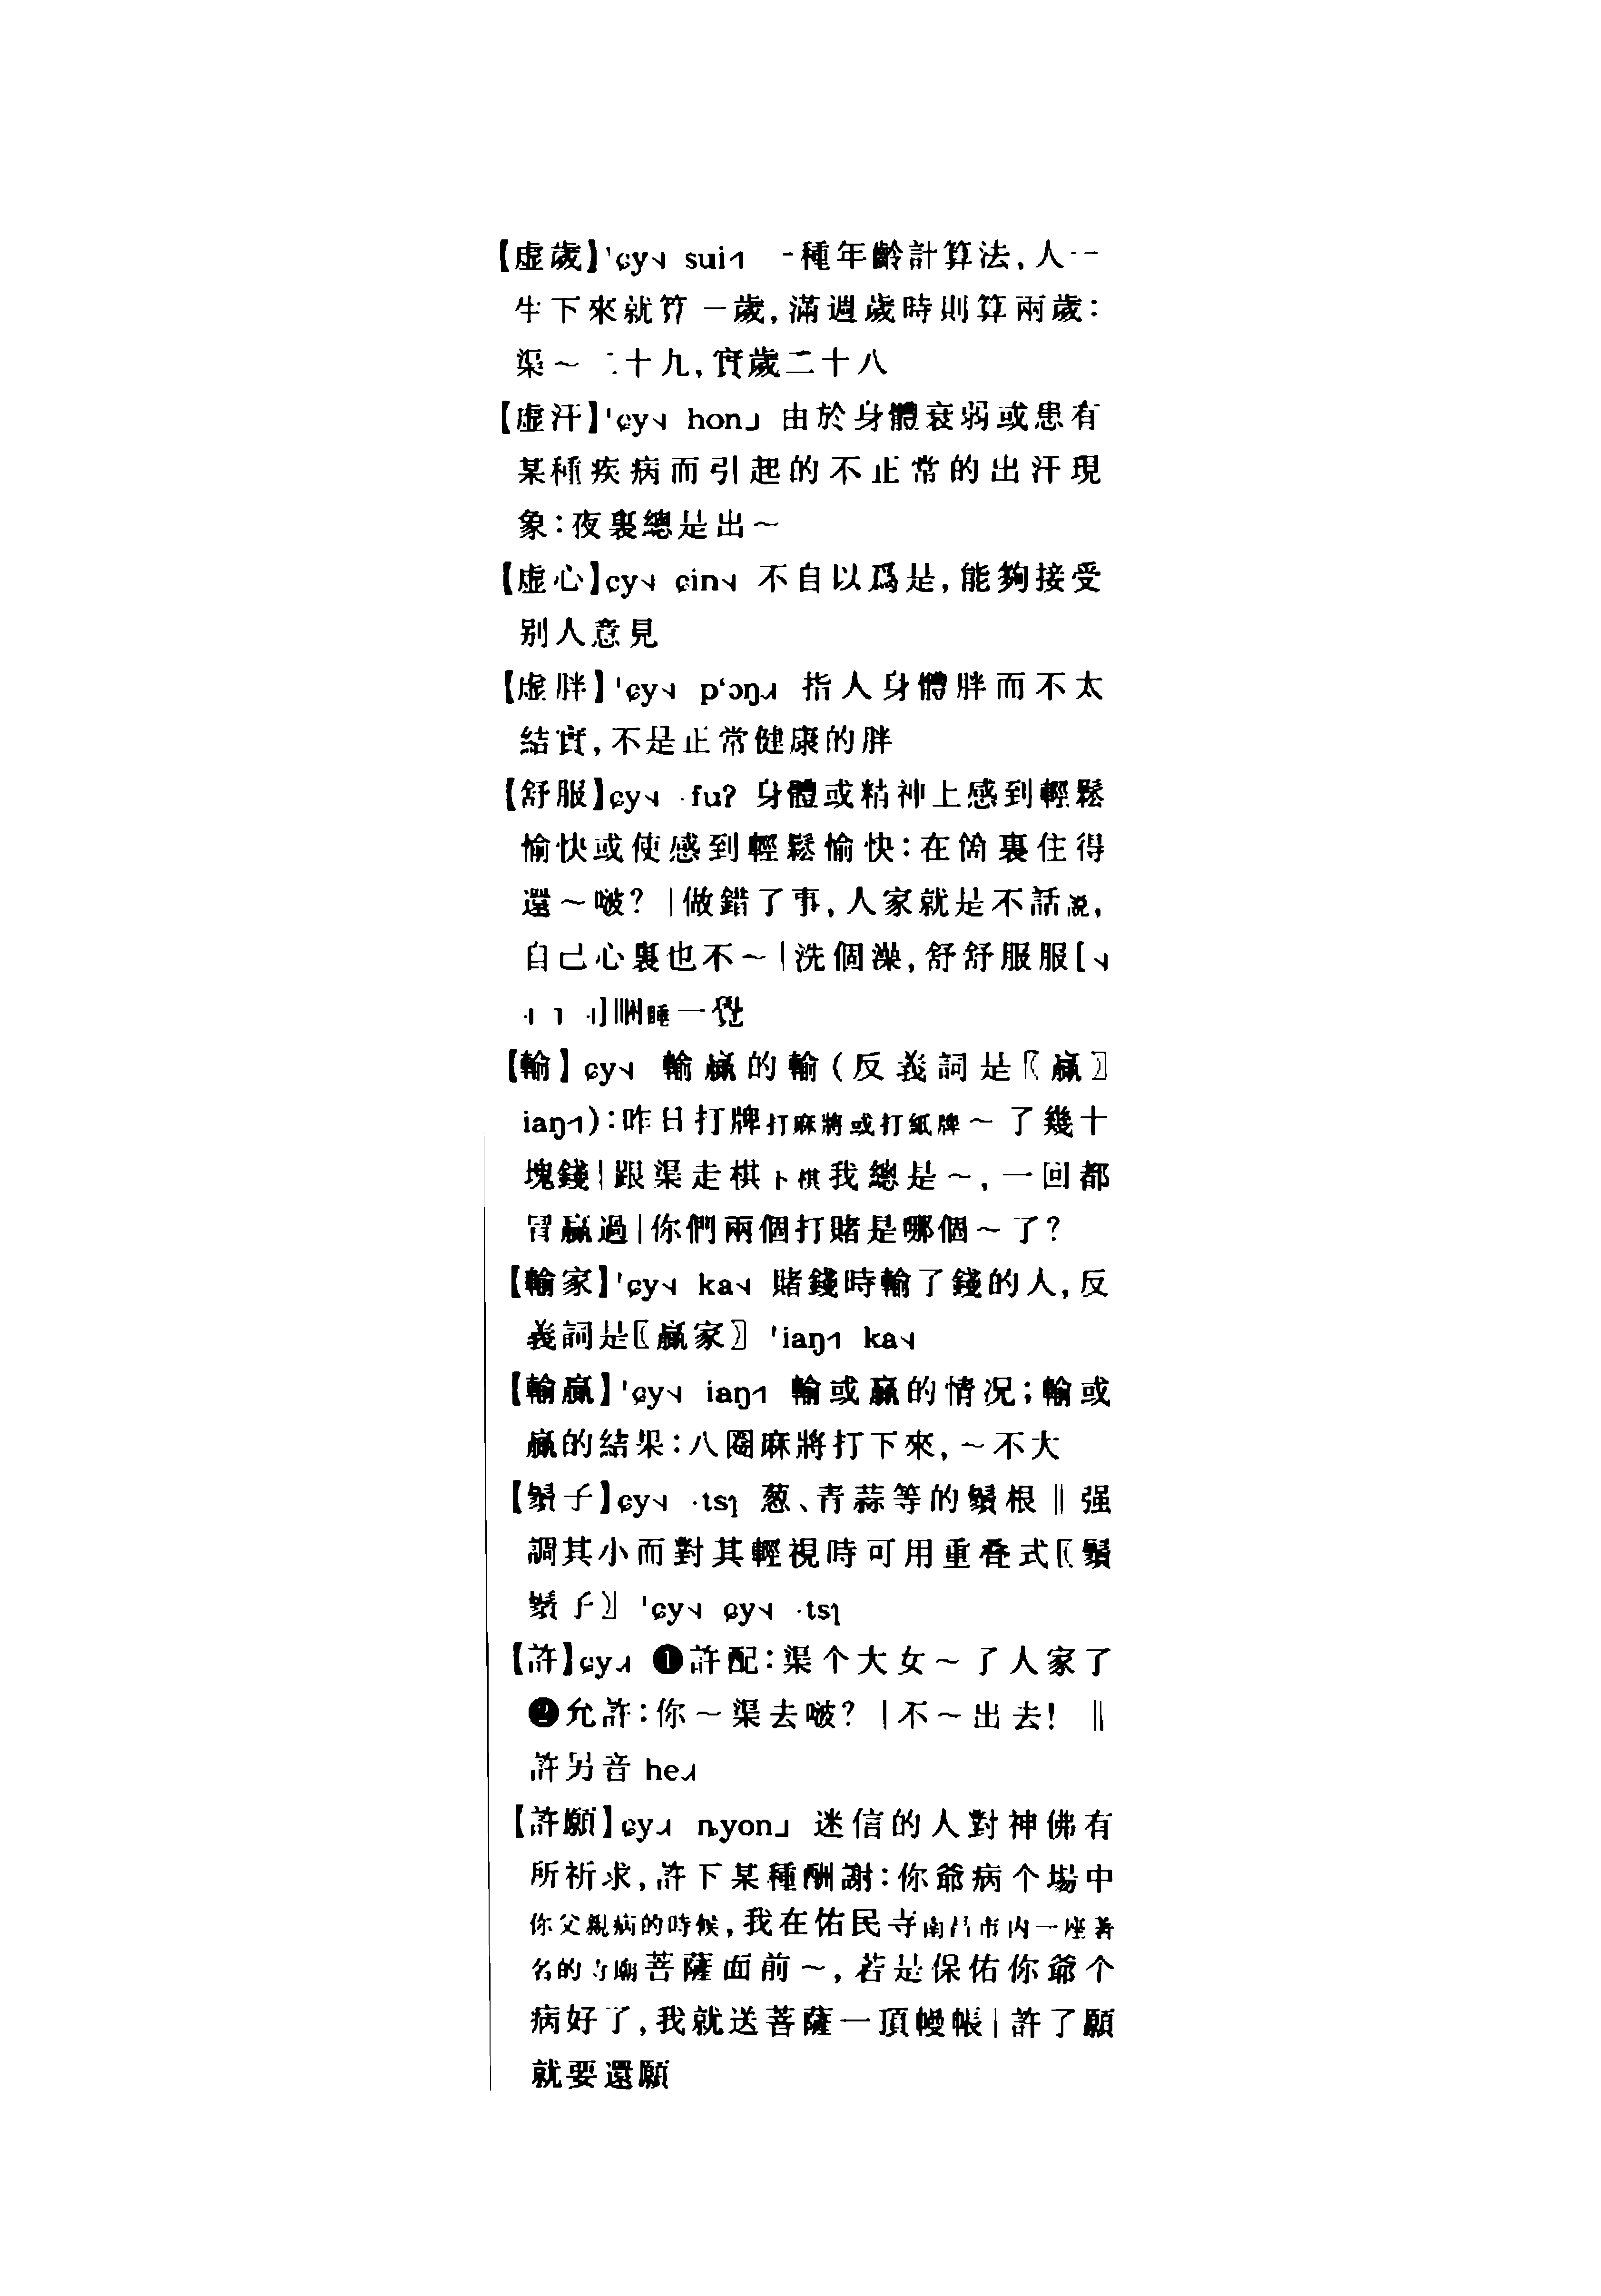 【虛歲】'ɕy˧˨ sui˦˥ 一種年齡計算法,人一
生下來就算一歲,滿週歲時則算兩歲:
渠～二十九,實歲二十八
【虛汗】'ɕy˧˨ hon˩ 由於身體衰弱或患有
某種疾病而引起的不正常的出汗現
象:夜裏總是出～
【虛心】ɕy˧˨ ɕin˧˨ 不自以爲是,能夠接受
别人意見
【虛胖】'ɕy˧˨ p‘ɔŋ˨˩˧ 指人身體胖而不太
結實,不是正常健康的胖
【舒服】ɕy˧˨ ·fuʔ 身體或精神上感到輕鬆
愉快或使感到輕鬆愉快:在箇裏住得
還～啵?|做錯了事,人家就是不話説,
自己心裏也不～|洗個澡,舒舒服服[˧˨
]睏睡一覺
【輸】ɕy˧˨ 輸贏的輸(反義詞是〖贏〗
iaŋ˦˥):昨日打牌打麻將或打紙牌～了幾十
塊錢|跟渠走棋下棋我總是～,一回都
冒贏過|你們兩個打賭是哪個～了?
【輸家】'ɕy˧˨ ka˧˨ 賭錢時輸了錢的人,反
義詞是〖贏家〗'iaŋ˦˥ ka˧˨
【輸贏】'ɕy˧˨ iaŋ˦˥ 輸或贏的情况;輸或
贏的結果:八圈麻將打下來,～不大
【鬚子】ɕy˧˨ ·tsɿ 葱、青蒜等的鬚根‖强
調其小而對其輕視時可用重叠式〖鬚
鬚子〗'ɕy˧˨ ɕy˧˨ ·tsɿ
【許】ɕy˨˩˧ ❶許配:渠个大女～了人家了
❷允許:你～渠去啵?|不～出去! ‖
許另音 he˨˩˧
【許願】ɕy˨˩˧ ȵyon˩ 迷信的人對神佛有
所祈求,許下某種酬謝:你爺病个場中
你父親病的時候,我在佑民寺南昌市内一座著
名的寺廟菩薩面前～,若是保佑你爺个
病好了,我就送菩薩一頂幔帳|許了願
就要還願